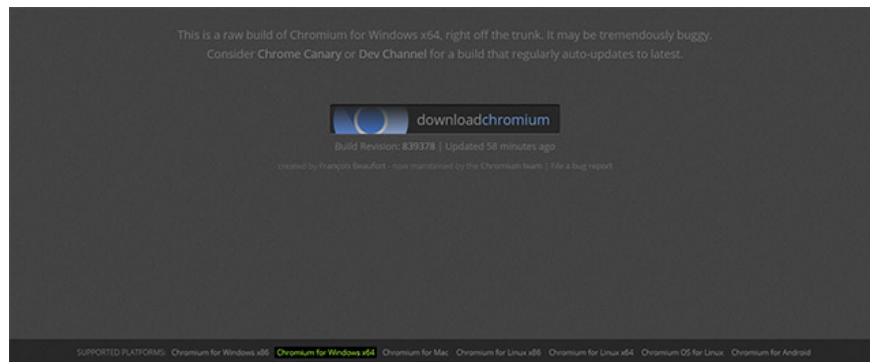 This is a raw build of Chromium for Windows x64, right off the trunk. It may be tremendously buggy.
Consider Chrome Canary or Dev Channel for a build that regularly auto-updates to latest.
downloadchromium
Build Revision: 839378 | Updated 58 minutes ago
created by François Beaufort - now maintained by the Chromium team | File a bug report
SUPPORTED PLATFORMS: Chromium for Windows x86 Chromium for Windows x64 Chromium for Mac Chromium for Linux x86 Chromium for Linux x64 Chromium OS for Linux Chromium for Android